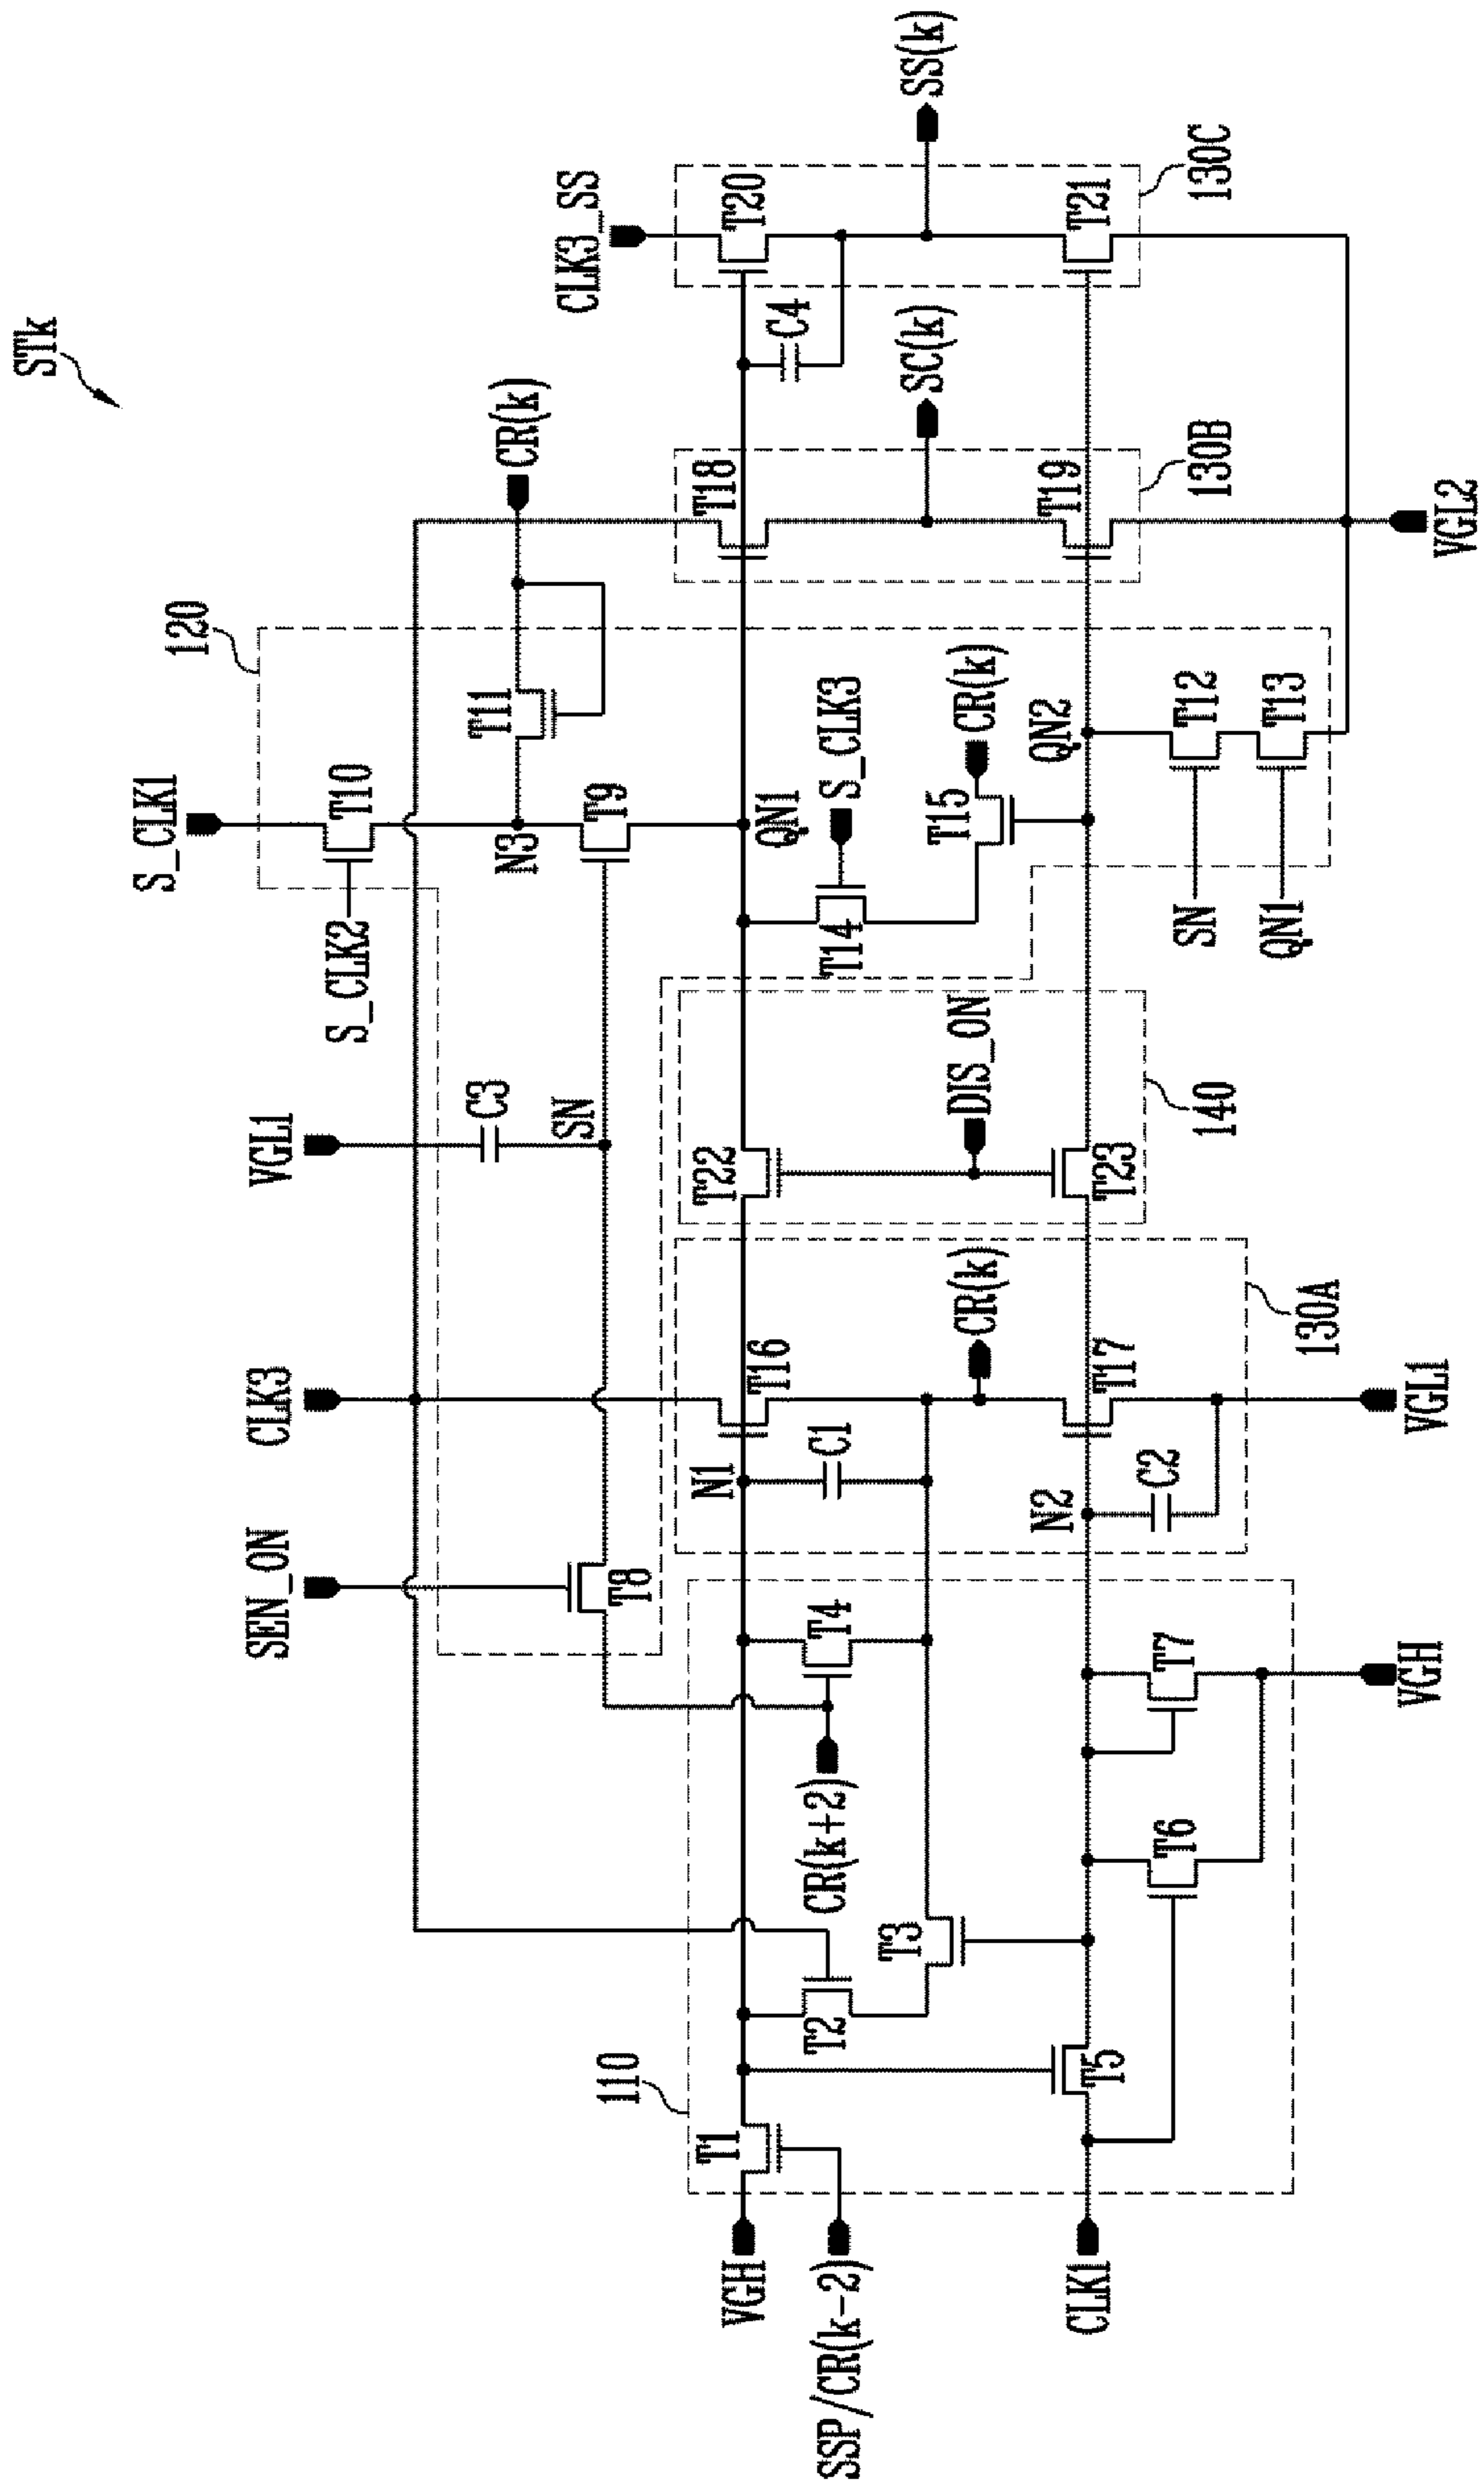 STk
S_CLK1
CLK3_SS
S_CLK2
T10
120
CR(k)
T11
N3
T9
VGL1
C3
SN
SEN_ON
T8
CLK3
T18
T20
C4
QN1
S_CLK3
T14
T15
CR(k)
SC(k)
SS(k)
QN2
T19
T21
130B
130C
SN
T12
QN1
T13
VGL2
T22
DIS_ON
T23
140
N1
T16
C1
CR(k)
N2
T17
C2
130A
VGL1
110
VGH
T1
SSP/CR(k-2)
T2
T3
CR(k+2)
T4
CLK1
T5
T6
T7
VGH